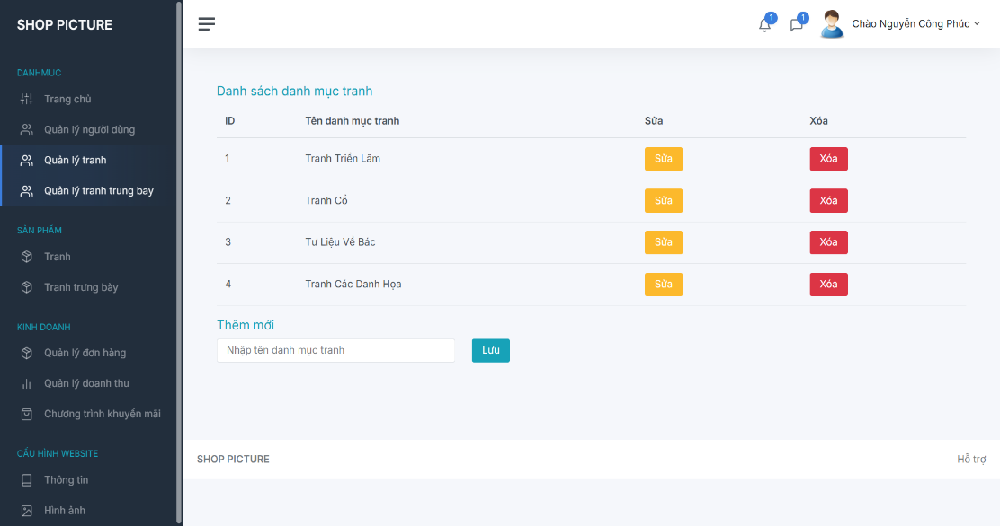 SHOP PICTURE
DANHMUC
Trang chủ
Quản lý người dùng
Quản lý tranh
Quản lý tranh trung bay
SẢN PHẨM
Tranh
Tranh trưng bày
KINH DOANH
Quản lý đơn hàng
Quản lý doanh thu
Chương trình khuyến mãi
CẤU HÌNH WEBSITE
Thông tin
Hình ảnh
1 1 Chào Nguyễn Công Phúc
Danh sách danh mục tranh
ID Tên danh mục tranh Sửa Xóa
1 Tranh Triển Lãm Sửa Xóa
2 Tranh Cổ Sửa Xóa
3 Tư Liệu Về Bác Sửa Xóa
4 Tranh Các Danh Họa Sửa Xóa
Thêm mới
Nhập tên danh mục tranh Lưu
SHOP PICTURE Hỗ trợ